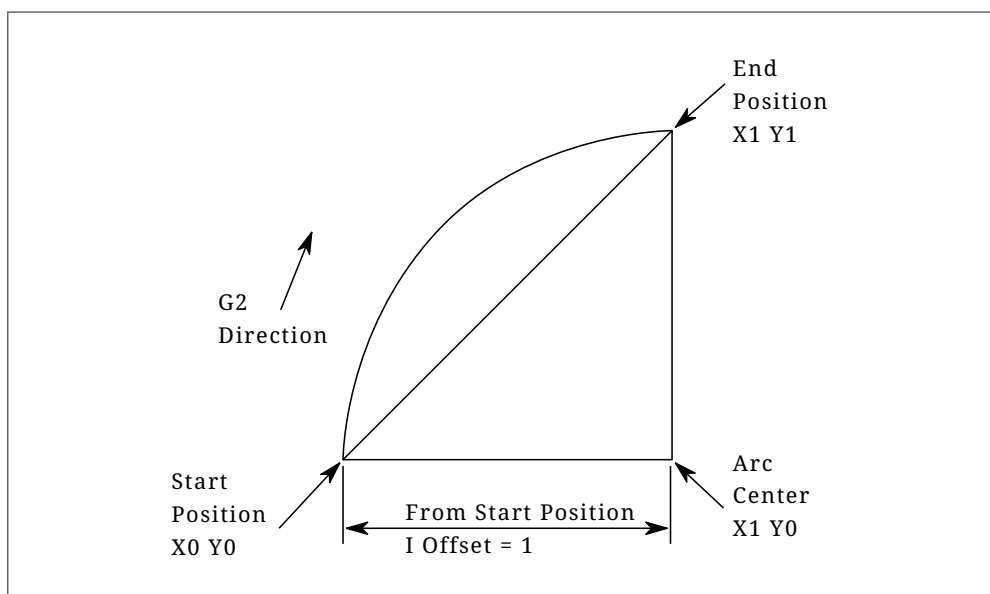 End
Position
X1 Y1
G2
Direction
Start
Position
X0 Y0
From Start Position
I Offset = 1
Arc
Center
X1 Y0